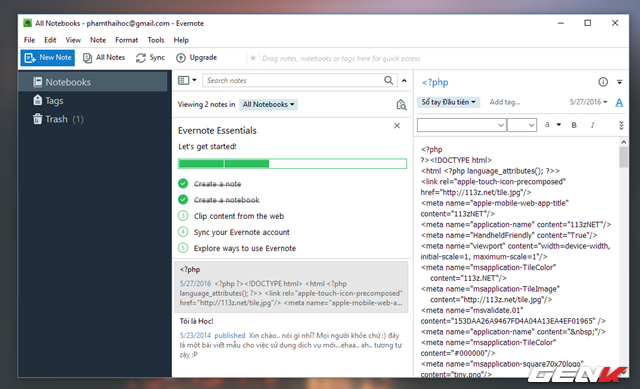 All Notebooks - phamthaihoc@gmail.com - Evernote
File Edit View Note Format Tools Help
New Note All Notes Sync Upgrade Drag notes, notebooks or tags here for quick access
Notebooks
Tags
Trash (1)
Search notes
Viewing 2 notes in All Notebooks
Evernote Essentials
Let's get started!
Create a note
Create a notebook
3 Clip content from the web
4 Sync your Evernote account
5 Explore ways to use Evernote
<?php
5/27/2016 <?php ?><!DOCTYPE html> <html <?php
language_attributes(); ?>> <link rel="apple-touch-icon-precomposed"
href="http://113z.net/tile.jpg"/> <meta name="apple-mobile-web-a...
Tôi là Học!
5/23/2014 published Xin chào.. nói gì nhỉ? Mọi người khỏe chứ :) đây
là một bài viết mẫu cho việc sử dụng dịch vụ mới...ehaa.. ah.. tương tự
tự zậy :P
<?php
Sổ tay Đầu tiên Add tag... 5/27/2016 A
a B I
<?php
?><!DOCTYPE html>
<html <?php language_attributes(); ?>>
<link rel="apple-touch-icon-precomposed"
href="http://113z.net/tile.jpg"/>
<meta name="apple-mobile-web-app-title"
content="113zNET"/>
<meta name="application-name" content="113zNET"/>
<meta name="HandheldFriendly" content="True"/>
<meta name="viewport" content="width=device-width,
initial-scale=1, maximum-scale=1"/>
<meta name="msapplication-TileColor"
content="113z.NET"/>
<meta name="msapplication-TileImage"
content="http://113z.net/tile.jpg"/>
<meta name="msvalidate.01"
content="153DAA26A9467FD4A04A13EA4EF01965" />
<meta name="application-name" content="&nbsp;"/>
<meta name="msapplication-TileColor"
content="#000000"/>
<meta name="msapplication-square70x70logo"
content="tiny.png"/>
GENK